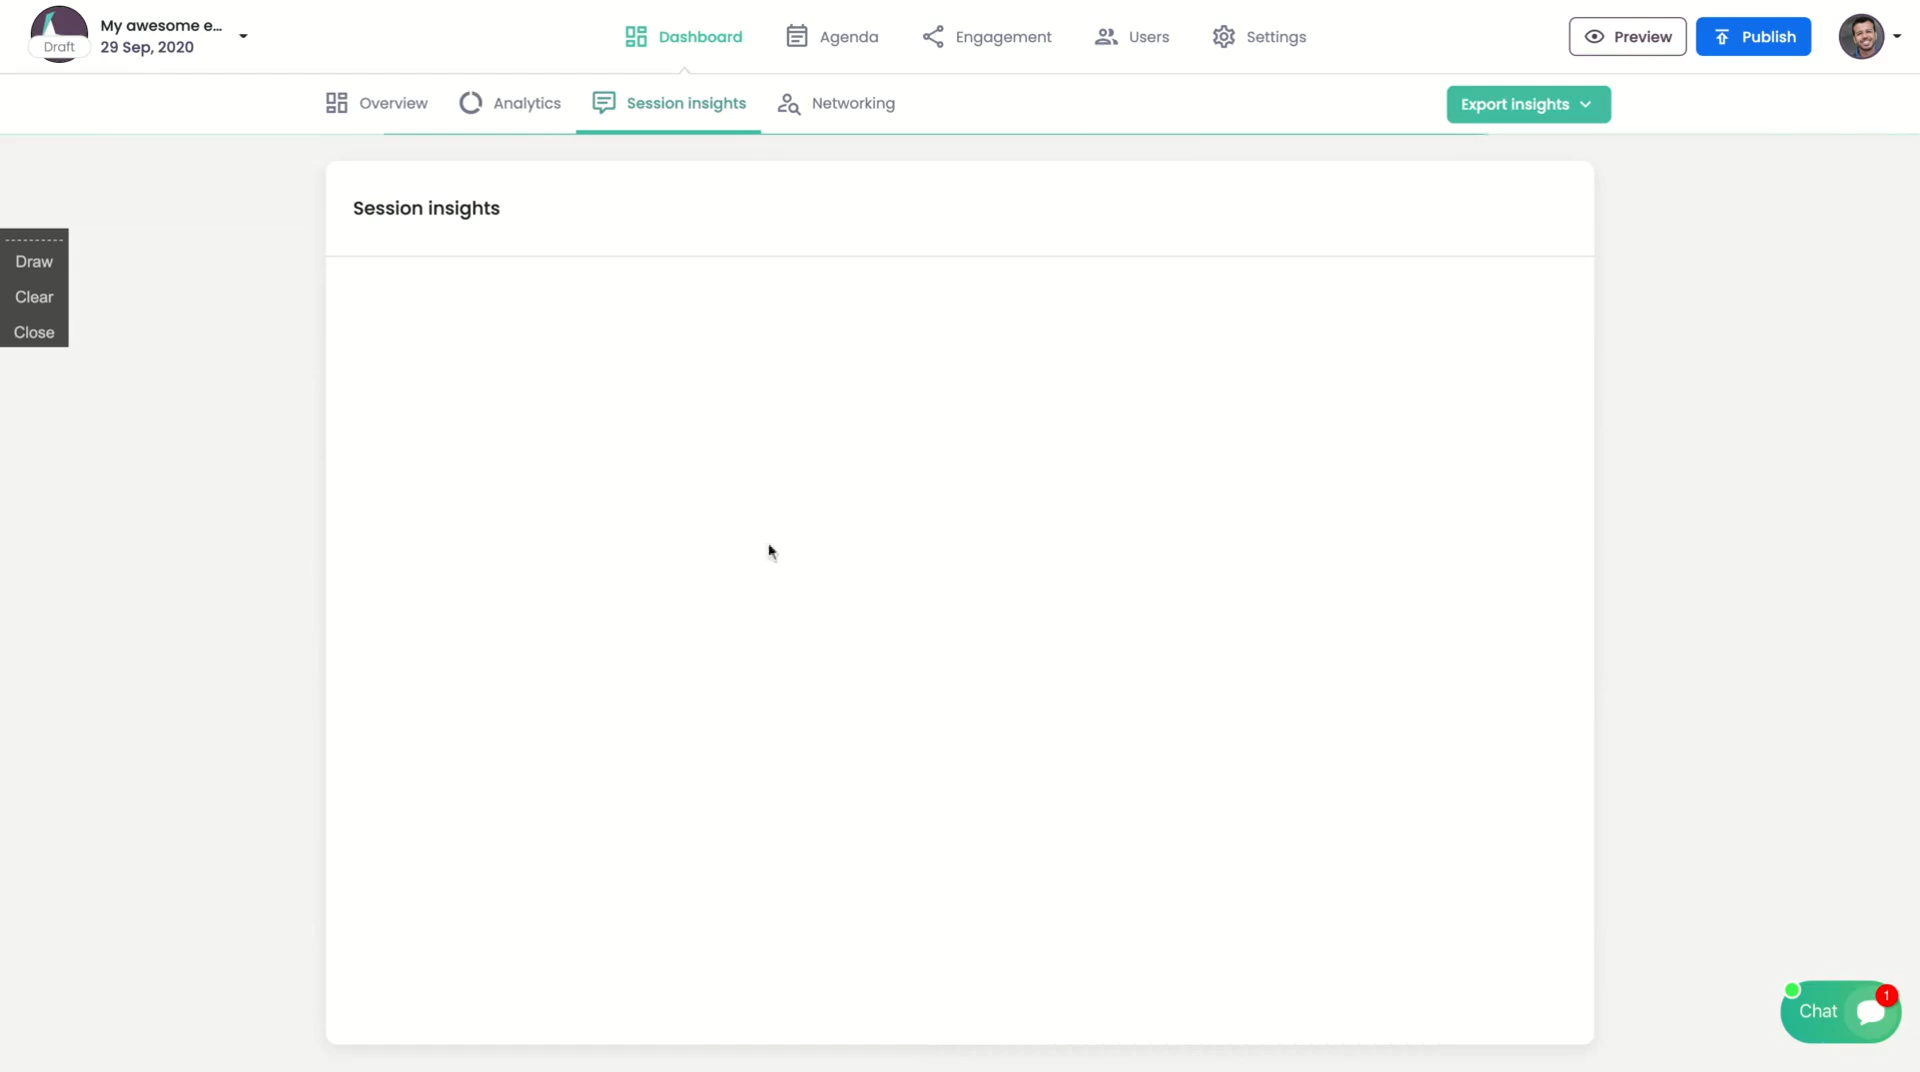 My awesome e...
29 Sep, 2020
Draft
Dashboard
Agenda
Engagement
Users
Settings
Preview
Publish
Overview
Analytics
Session insights
Networking
Export insights
Session insights
Draw
Clear
Close
Chat
1